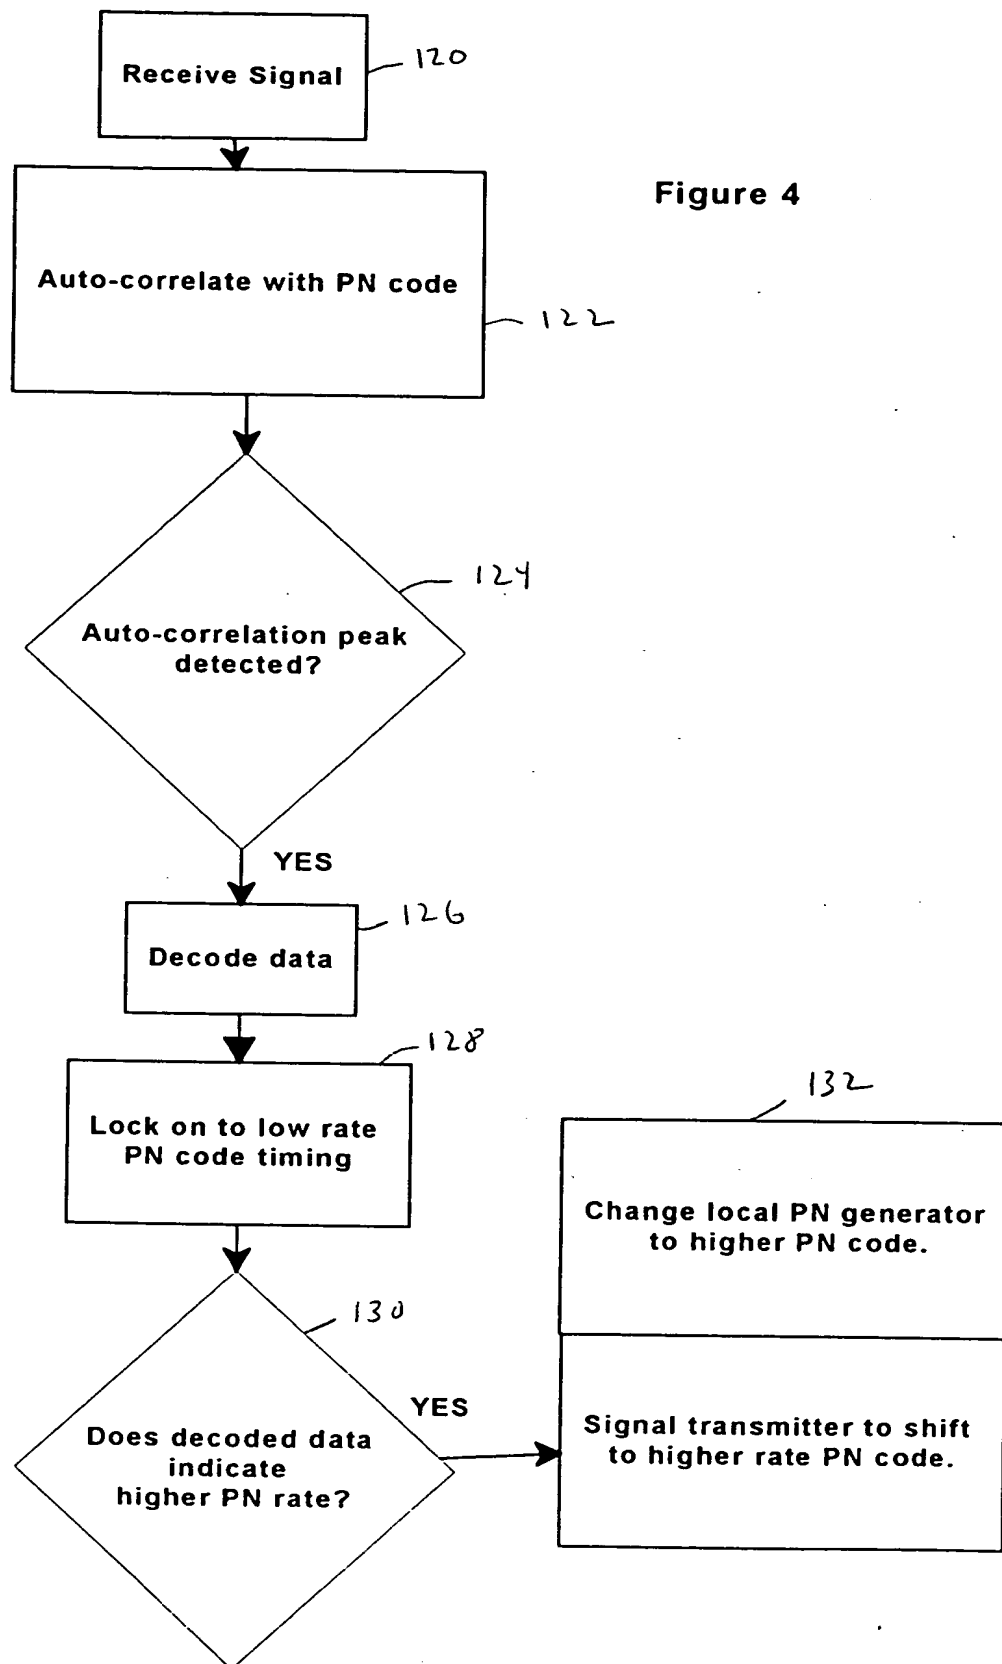 Receive Signal
120
Figure 4
Auto-correlate with PN code
122
124
Auto-correlation peak
detected?
YES
126
Decode data
128
Lock on to low rate
PN code timing
132
Change local PN generator
to higher PN code.
130
YES
Does decoded data
indicate
higher PN rate?
Signal transmitter to shift
to higher rate PN code.